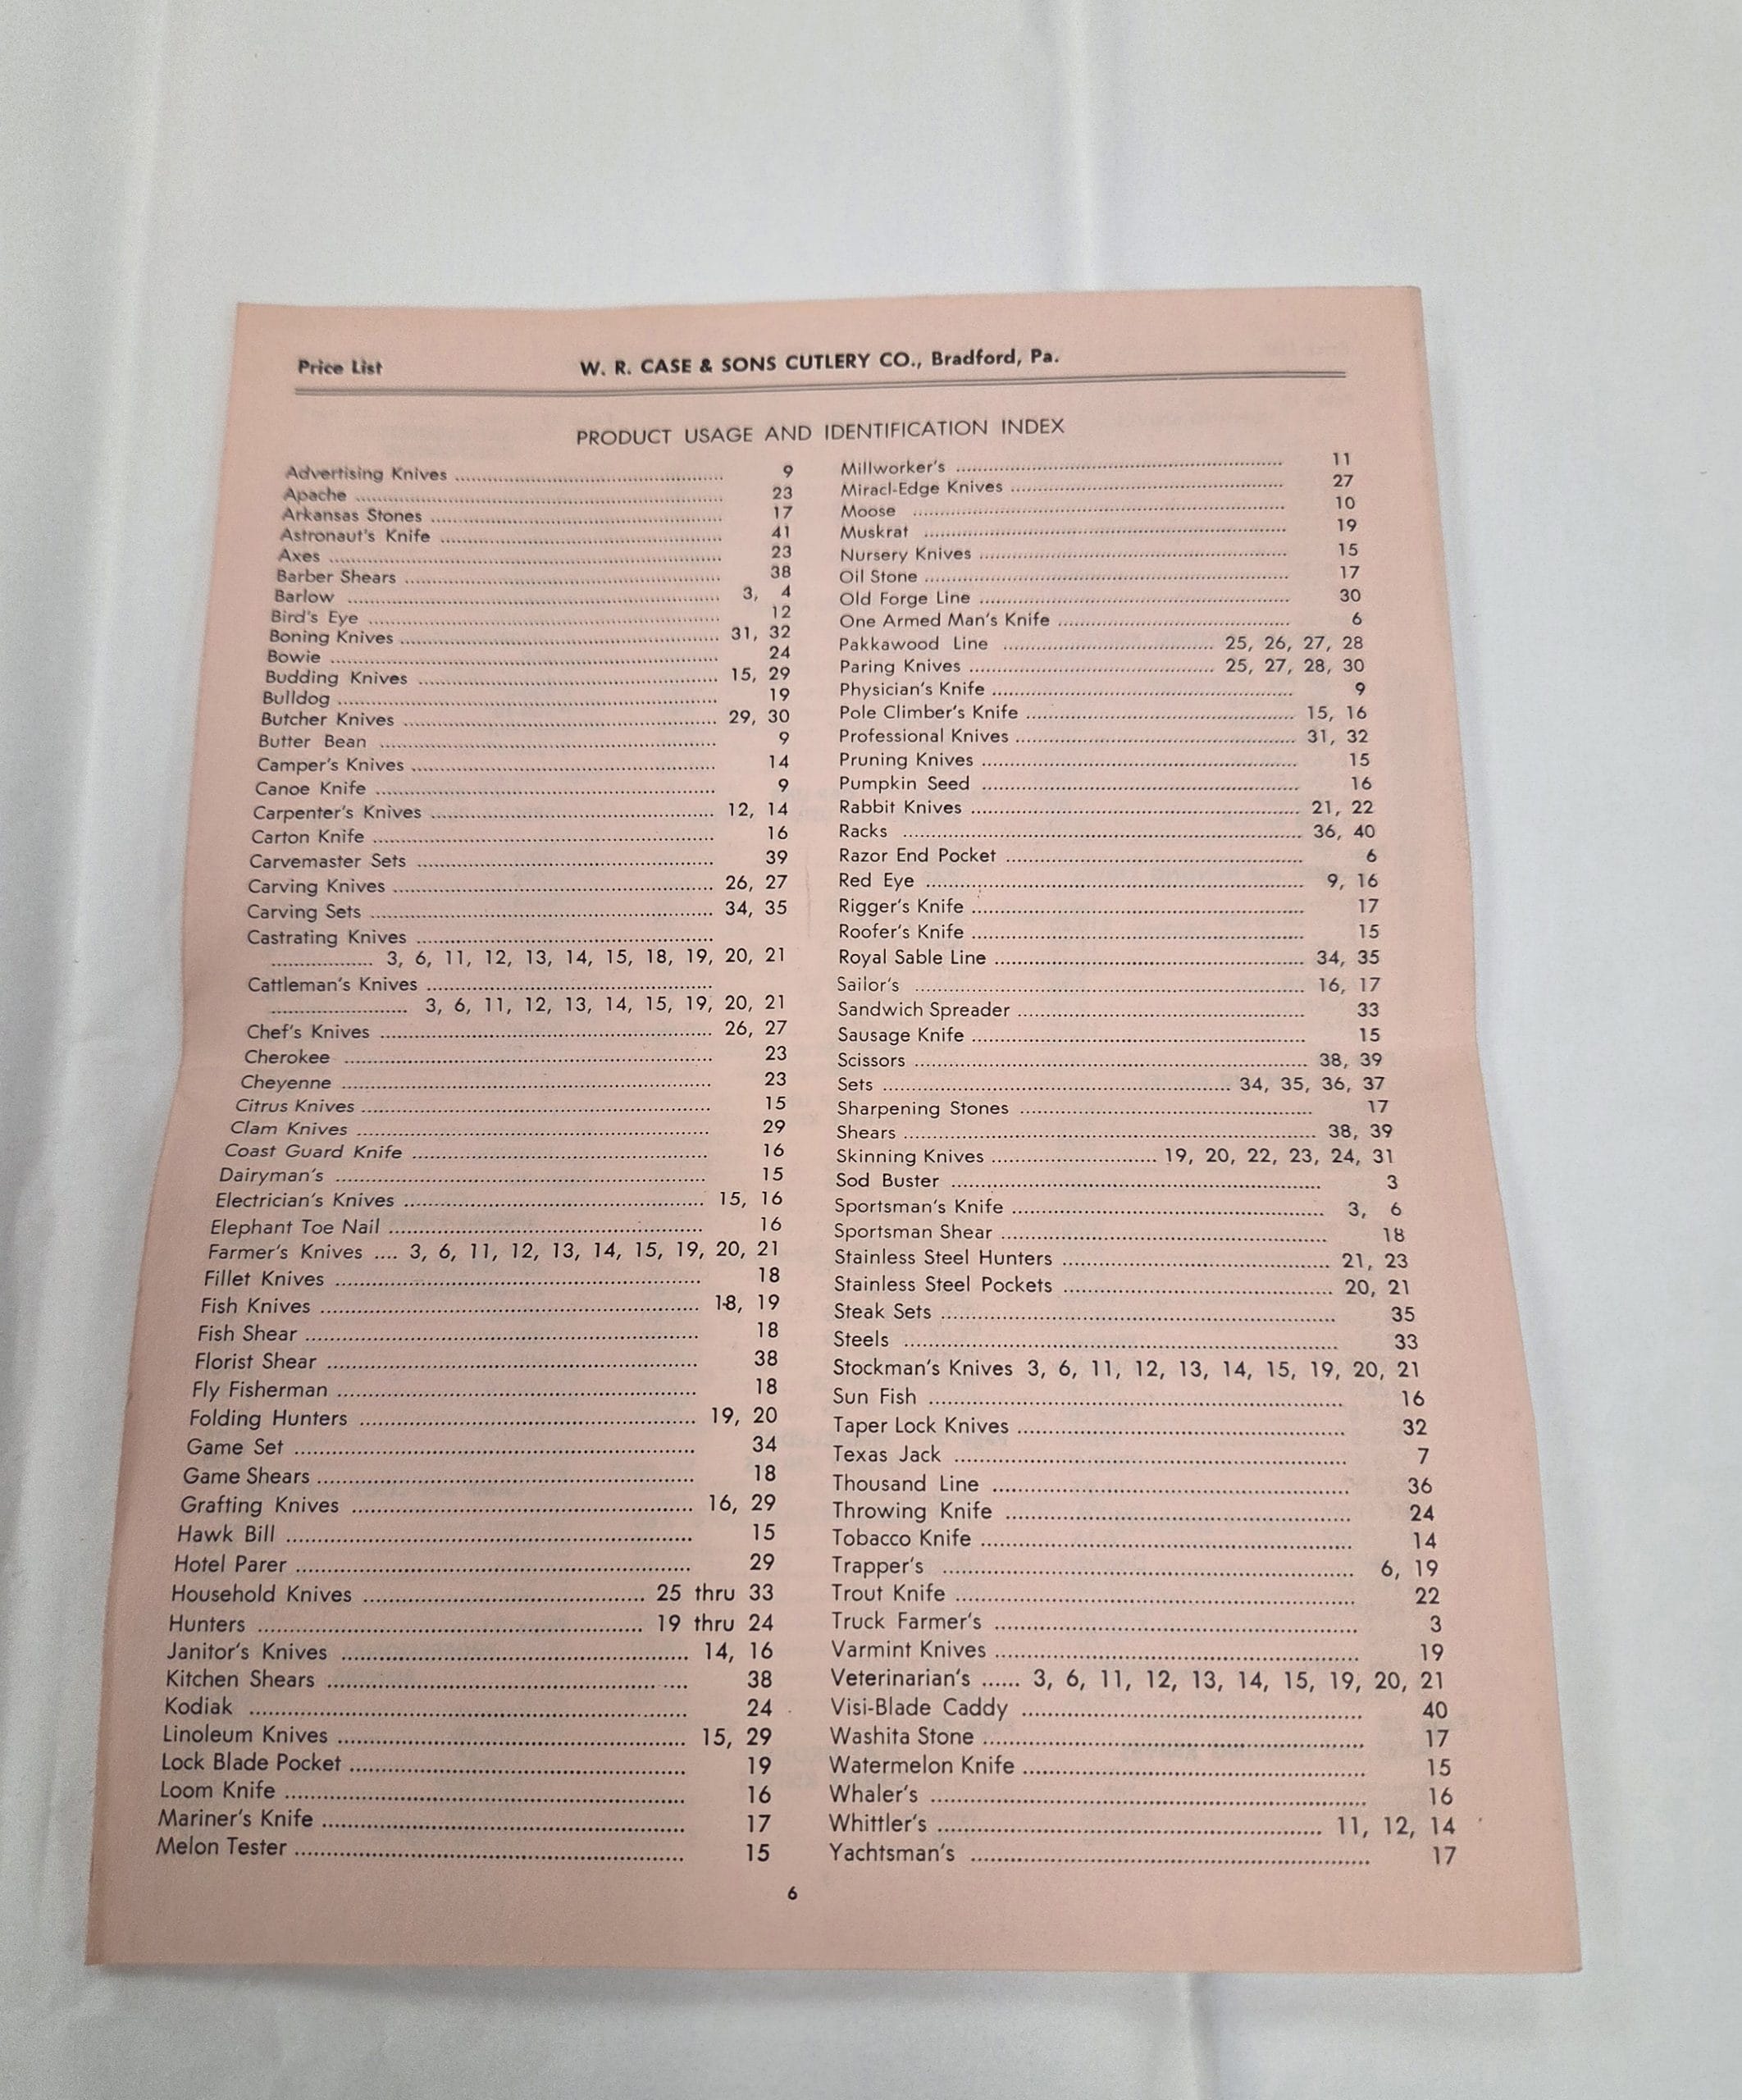 Price List
W. R. CASE & SONS CUTLERY CO., Bradford, Pa.
PRODUCT USAGE AND IDENTIFICATION INDEX
Advertising Knives ........ 9
Apache ........ 23
Arkansas Stones ........ 17
Astronaut's Knife ........ 41
Axes ........ 23
Barber Shears ........ 38
Barlow ........ 3, 4
Bird's Eye ........ 12
Boning Knives ........ 31, 32
Bowie ........ 24
Budding Knives ........ 15, 29
Bulldog ........ 19
Butcher Knives ........ 29, 30
Butter Bean ........ 9
Camper's Knives ........ 14
Canoe Knife ........ 9
Carpenter's Knives ........ 12, 14
Carton Knife ........ 16
Carvemaster Sets ........ 39
Carving Knives ........ 26, 27
Carving Sets ........ 34, 35
Castrating Knives ........
........ 3, 6, 11, 12, 13, 14, 15, 18, 19, 20, 21
Cattleman's Knives ........
........ 3, 6, 11, 12, 13, 14, 15, 19, 20, 21
Chef's Knives ........ 26, 27
Cherokee ........ 23
Cheyenne ........ 23
Citrus Knives ........ 15
Clam Knives ........ 29
Coast Guard Knife ........ 16
Dairyman's ........ 15
Electrician's Knives ........ 15, 16
Elephant Toe Nail ........ 16
Farmer's Knives .... 3, 6, 11, 12, 13, 14, 15, 19, 20, 21
Fillet Knives ........ 18
Fish Knives ........ 18, 19
Fish Shear ........ 18
Florist Shear ........ 38
Fly Fisherman ........ 18
Folding Hunters ........ 19, 20
Game Set ........ 34
Game Shears ........ 18
Grafting Knives ........ 16, 29
Hawk Bill ........ 15
Hotel Parer ........ 29
Household Knives ........ 25 thru 33
Hunters ........ 19 thru 24
Janitor's Knives ........ 14, 16
Kitchen Shears ........ 38
Kodiak ........ 24
Linoleum Knives ........ 15, 29
Lock Blade Pocket ........ 19
Loom Knife ........ 16
Mariner's Knife ........ 17
Melon Tester ........ 15
Millworker's ........ 11
Miracl-Edge Knives ........ 27
Moose ........ 10
Muskrat ........ 19
Nursery Knives ........ 15
Oil Stone ........ 17
Old Forge Line ........ 30
One Armed Man's Knife ........ 6
Pakkawood Line ........ 25, 26, 27, 28
Paring Knives ........ 25, 27, 28, 30
Physician's Knife ........ 9
Pole Climber's Knife ........ 15, 16
Professional Knives ........ 31, 32
Pruning Knives ........ 15
Pumpkin Seed ........ 16
Rabbit Knives ........ 21, 22
Racks ........ 36, 40
Razor End Pocket ........ 6
Red Eye ........ 9, 16
Rigger's Knife ........ 17
Roofer's Knife ........ 15
Royal Sable Line ........ 34, 35
Sailor's ........ 16, 17
Sandwich Spreader ........ 33
Sausage Knife ........ 15
Scissors ........ 38, 39
Sets ........ 34, 35, 36, 37
Sharpening Stones ........ 17
Shears ........ 38, 39
Skinning Knives ........ 19, 20, 22, 23, 24, 31
Sod Buster ........ 3
Sportsman's Knife ........ 3, 6
Sportsman Shear ........ 18
Stainless Steel Hunters ........ 21, 23
Stainless Steel Pockets ........ 20, 21
Steak Sets ........ 35
Steels ........ 33
Stockman's Knives 3, 6, 11, 12, 13, 14, 15, 19, 20, 21
Sun Fish ........ 16
Taper Lock Knives ........ 32
Texas Jack ........ 7
Thousand Line ........ 36
Throwing Knife ........ 24
Tobacco Knife ........ 14
Trapper's ........ 6, 19
Trout Knife ........ 22
Truck Farmer's ........ 3
Varmint Knives ........ 19
Veterinarian's ...... 3, 6, 11, 12, 13, 14, 15, 19, 20, 21
Visi-Blade Caddy ........ 40
Washita Stone ........ 17
Watermelon Knife ........ 15
Whaler's ........ 16
Whittler's ........ 11, 12, 14
Yachtsman's ........ 17
6